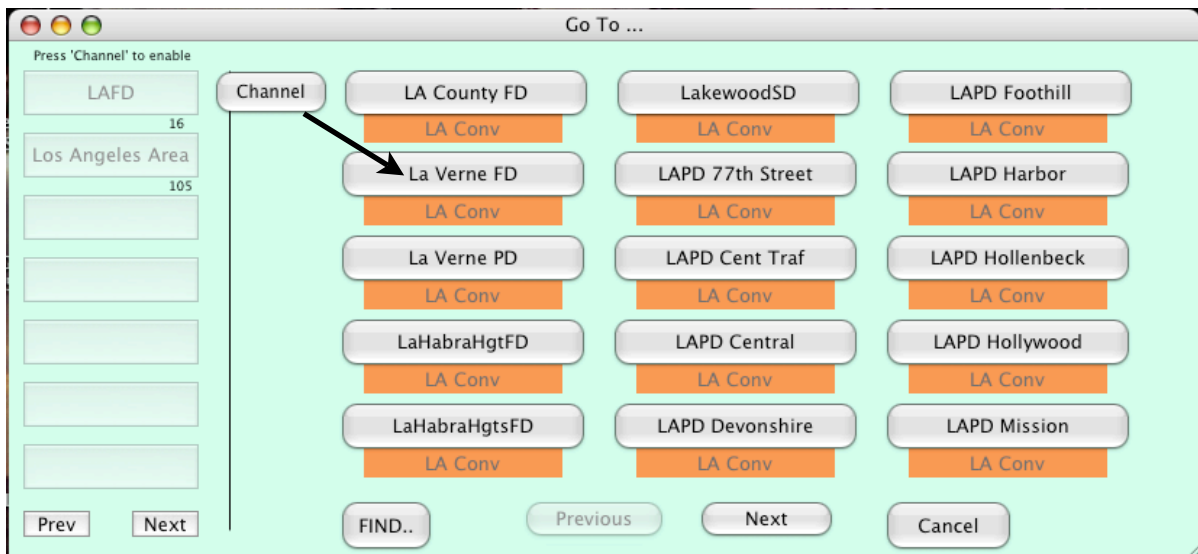 Go To ...
Press 'Channel' to enable
LAFD
16
Los Angeles Area
105
Prev
Next
Channel
LA County FD
LA Conv
LakewoodSD
LA Conv
LAPD Foothill
LA Conv
La Verne FD
LA Conv
LAPD 77th Street
LA Conv
LAPD Harbor
LA Conv
La Verne PD
LA Conv
LAPD Cent Traf
LA Conv
LAPD Hollenbeck
LA Conv
LaHabraHgtFD
LA Conv
LAPD Central
LA Conv
LAPD Hollywood
LA Conv
LaHabraHgtsFD
LA Conv
LAPD Devonshire
LA Conv
LAPD Mission
LA Conv
FIND..
Previous
Next
Cancel